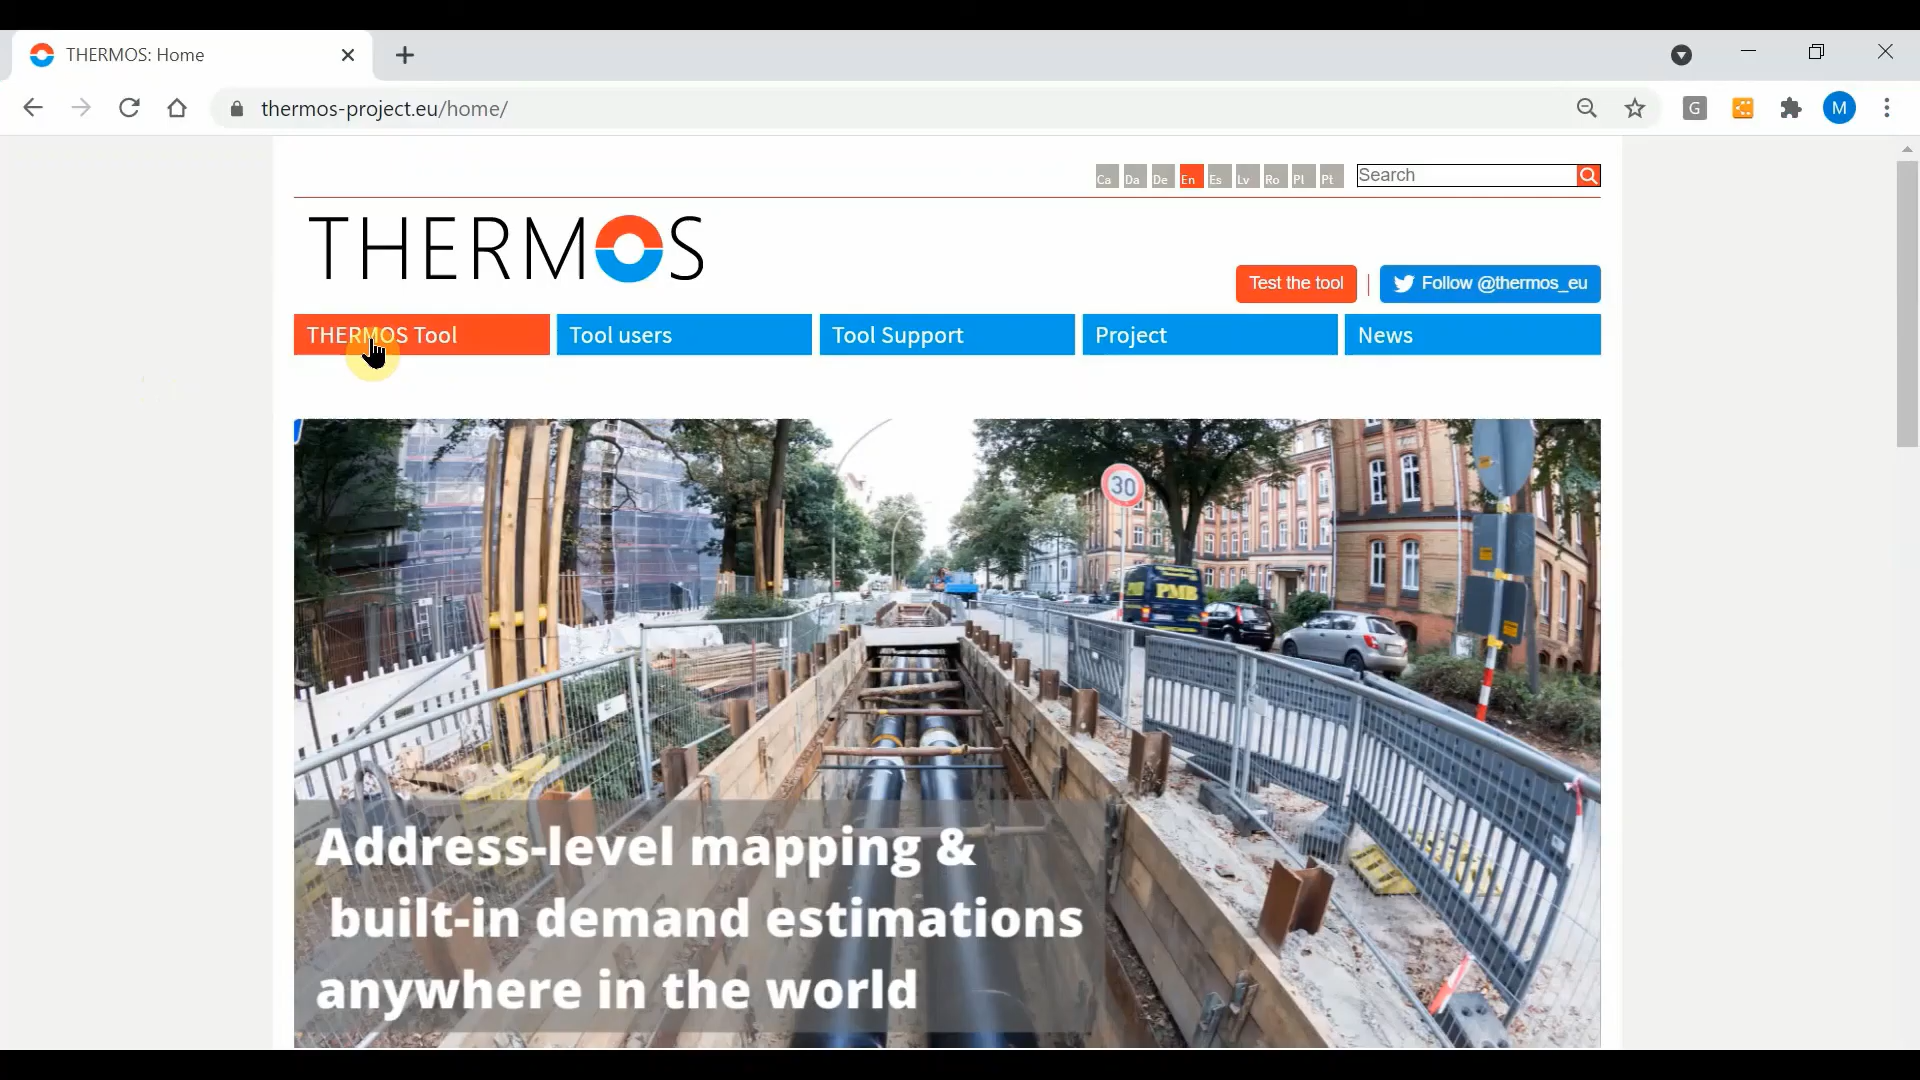 THERMOS: Home
thermos-project.eu/home/
G
M
Ca Da De En Es Lv Ro Pl Pt
Search
THERMOS
Test the tool
Follow @thermos_eu
THERMOS Tool
Tool users
Tool Support
Project
News
30
PMB
Address-level mapping &
built-in demand estimations
anywhere in the world